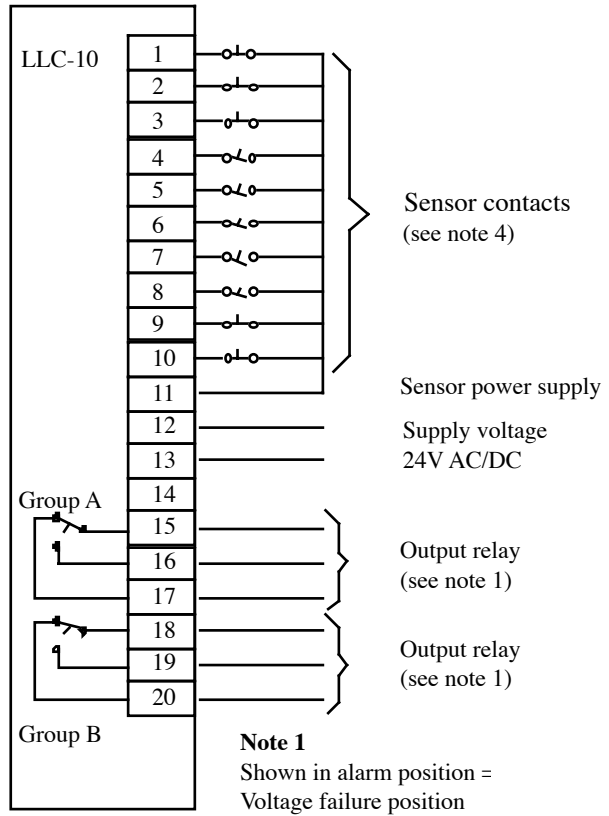 LLC-10
1
2
3
4
5
6
7
8
9
10
11
12
13
14
15
16
17
18
19
20
Sensor contacts
(see note 4)
Sensor power supply
Supply voltage
24V AC/DC
Group A
Output relay
(see note 1)
Output relay
(see note 1)
Group B
Note 1
Shown in alarm position =
Voltage failure position